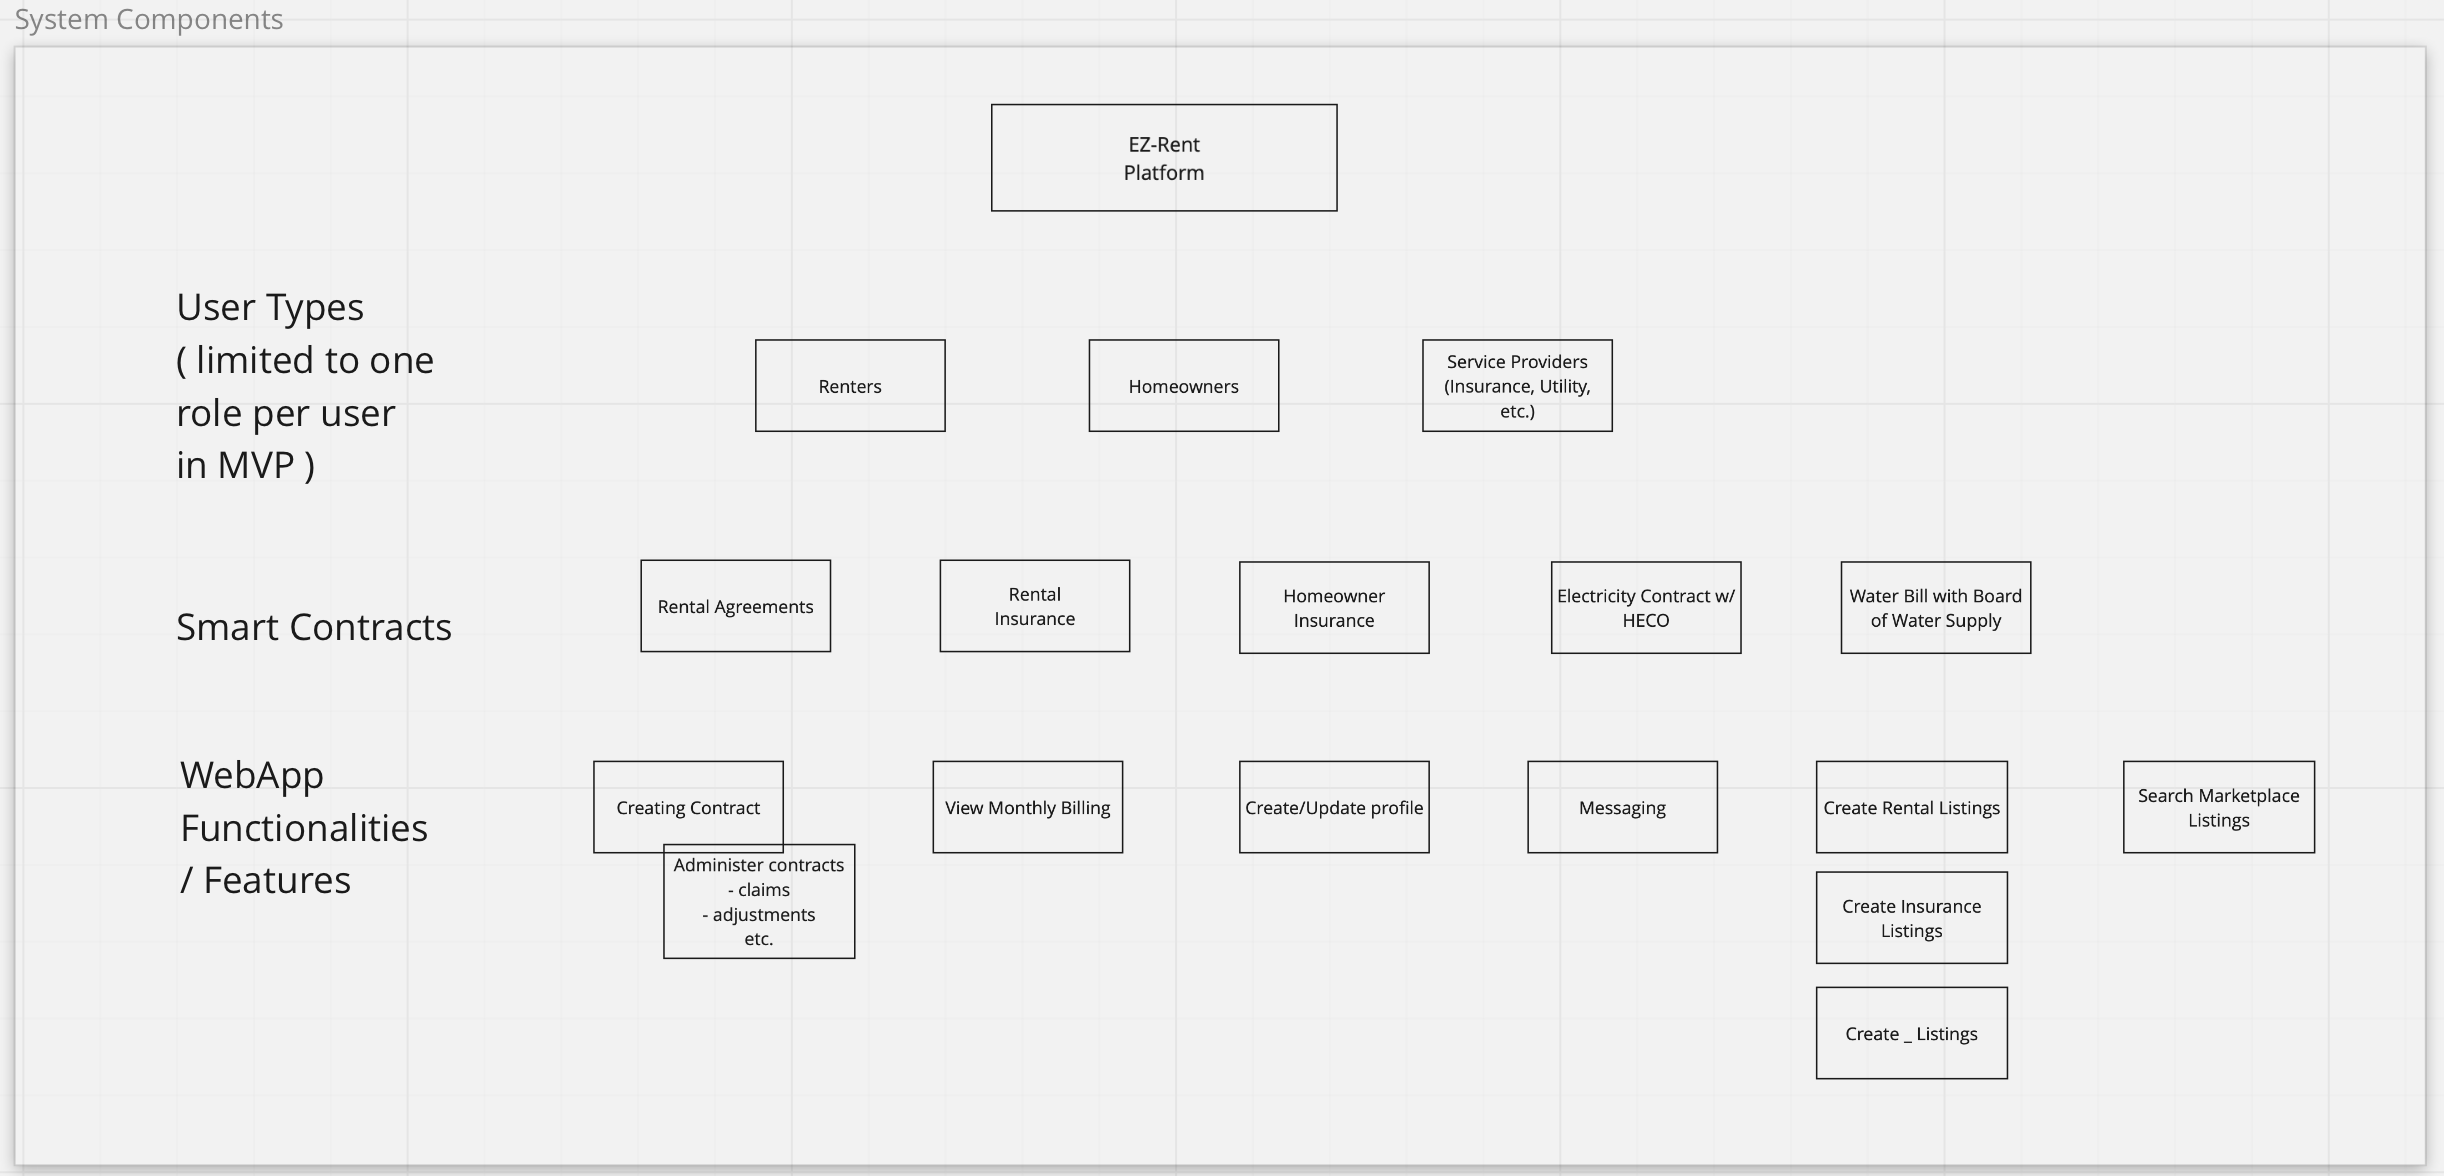 System Components
EZ-Rent
Platform
User Types
( limited to one
role per user
in MVP )
Renters
Homeowners
Service Providers
(Insurance, Utility,
etc.)
Smart Contracts
Rental Agreements
Rental
Insurance
Homeowner
Insurance
Electricity Contract w/
HECO
Water Bill with Board
of Water Supply
WebApp
Functionalities
/ Features
Creating Contract
Administer contracts
- claims
- adjustments
etc.
View Monthly Billing
Create/Update profile
Messaging
Create Rental Listings
Create Insurance
Listings
Create _ Listings
Search Marketplace
Listings